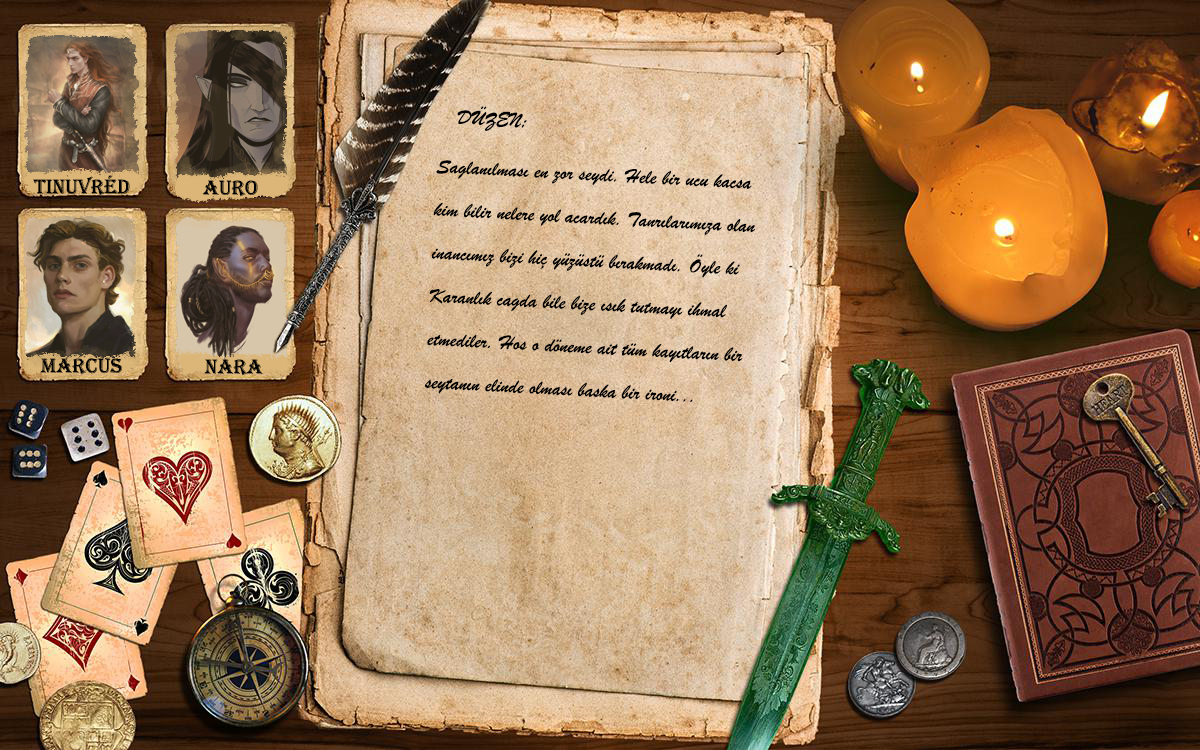 TINUVRÉD
AURO
MARCUS
NARA
DÜZEN:
Saglanılması en zor seydi. Hele bir ucu kacsa
kim bilir nelere yol acardık. Tanrılarımıza olan
inancımız bizi hiç yüzüstü bırakmadı. Öyle ki
Karanlık cagda bile bize ısık tutmayı ihmal
etmediler. Hos o döneme ait tüm kayıtların bir
seytanın elinde olması baska bir ironi...